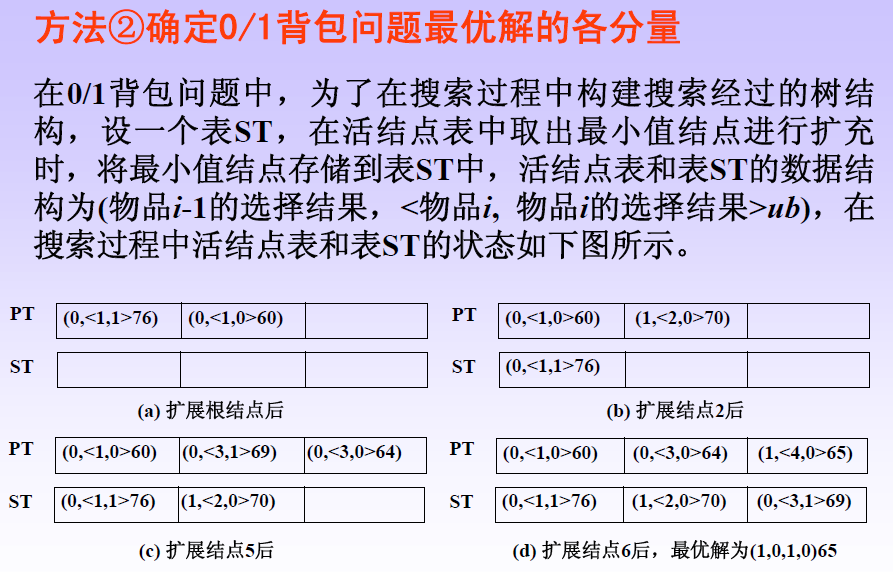 方法②确定0/1背包问题最优解的各分量
在0/1背包问题中，为了在搜索过程中构建搜索经过的树结
构，设一个表ST，在活结点表中取出最小值结点进行扩充
时，将最小值结点存储到表ST中，活结点表和表ST的数据结
构为(物品i-1的选择结果，<物品i, 物品i的选择结果>ub)，在
搜索过程中活结点表和表ST的状态如下图所示。
PT (0,<1,1>76) (0,<1,0>60)
ST
(a) 扩展根结点后
PT (0,<1,0>60) (1,<2,0>70)
ST (0,<1,1>76)
(b) 扩展结点2后
PT (0,<1,0>60) (0,<3,1>69) (0,<3,0>64)
ST (0,<1,1>76) (1,<2,0>70)
(c) 扩展结点5后
PT (0,<1,0>60) (0,<3,0>64) (1,<4,0>65)
ST (0,<1,1>76) (1,<2,0>70) (0,<3,1>69)
(d) 扩展结点6后，最优解为(1,0,1,0)65